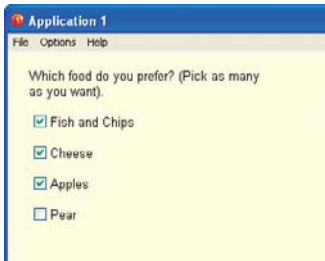 Application 1
File Options Help
Which food do you prefer? (Pick as many
as you want).
Fish and Chips
Cheese
Apples
Pear